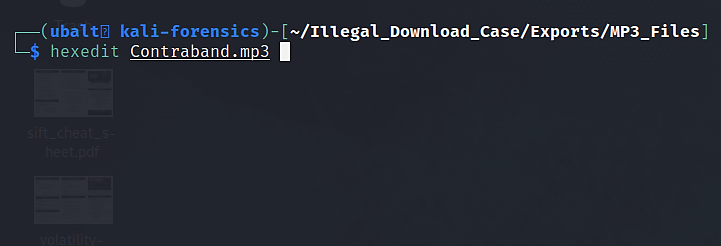 ┌──(ubalt㉿ kali-forensics)-[~/Illegal_Download_Case/Exports/MP3_Files]
└─$ hexedit Contraband.mp3
sift_cheat_s-
heet.pdf
volatility-